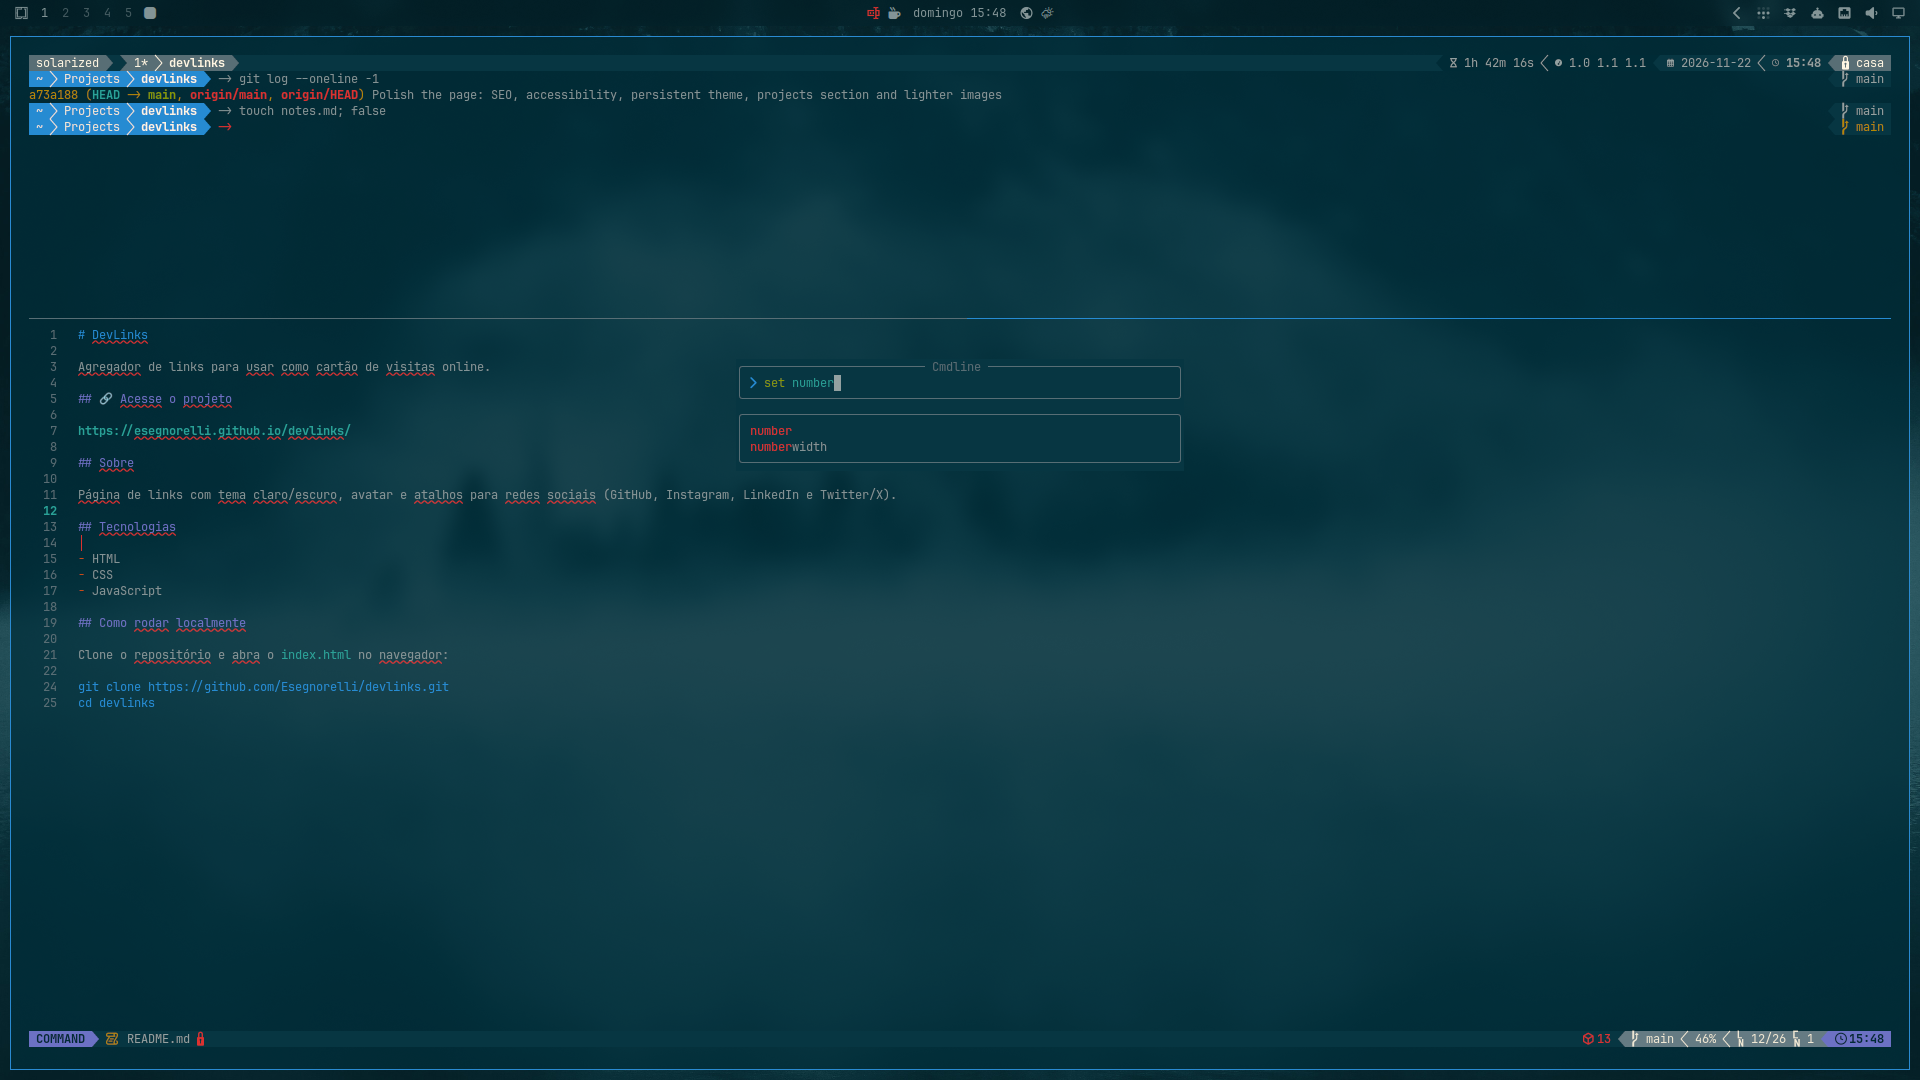 1 2 3 4 5 domingo 15:48
solarized 1* devlinks 1h 42m 16s 1.0 1.1 1.1 2026-11-22 15:48 casa
~ Projects devlinks → git log --oneline -1 main
a73a188 (HEAD → main, origin/main, origin/HEAD) Polish the page: SEO, accessibility, persistent theme, projects section and lighter images
~ Projects devlinks → touch notes.md; false main
~ Projects devlinks → main
1 # DevLinks
2
3 Agregador de links para usar como cartão de visitas online.
4
5 ## 🔗 Acesse o projeto
6
7 https://esegnorelli.github.io/devlinks/
8
9 ## Sobre
10
11 Página de links com tema claro/escuro, avatar e atalhos para redes sociais (GitHub, Instagram, LinkedIn e Twitter/X).
12
13 ## Tecnologias
14
15 - HTML
16 - CSS
17 - JavaScript
18
19 ## Como rodar localmente
20
21 Clone o repositório e abra o index.html no navegador:
22
24 git clone https://github.com/Esegnorelli/devlinks.git
25 cd devlinks
Cmdline
set number
number
numberwidth
COMMAND README.md 13 main 46% 12/26 1 15:48